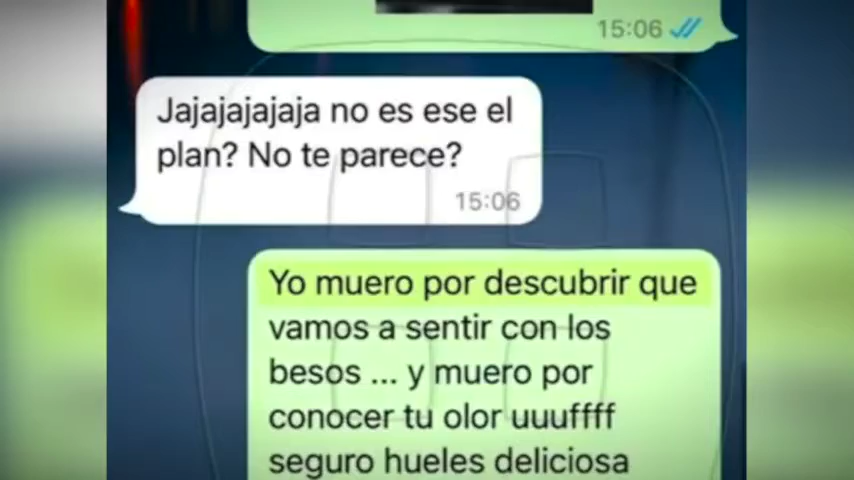 15:06
Jajajajajaja no es ese el
plan? No te parece?
15:06
Yo muero por descubrir que
vamos a sentir con los
besos ... y muero por
conocer tu olor uuuffff
seguro hueles deliciosa